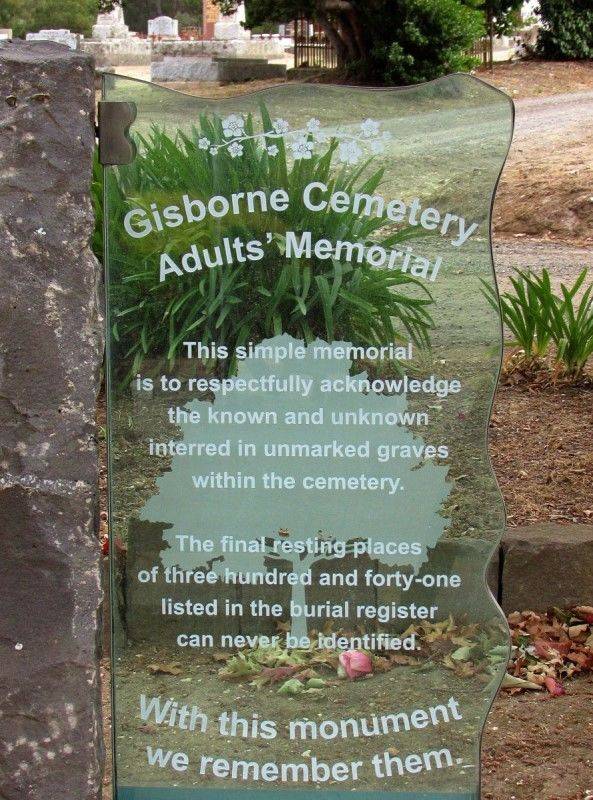 Gisborne Cemetery
Adults' Memorial
This simple memorial
is to respectfully acknowledge
the known and unknown
interred in unmarked graves
within the cemetery.
The final resting places
of three hundred and forty-one
listed in the burial register
can never be identified.
With this monument
we remember them.